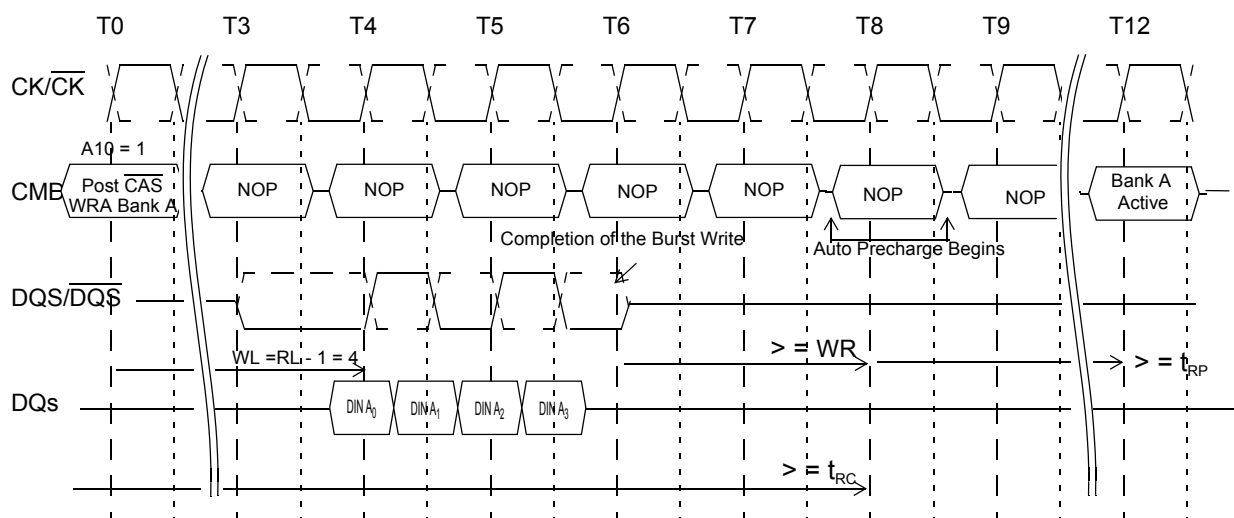 T0 T3 T4 T5 T6 T7 T8 T9 T12
CK/CK
A10 = 1
CMB
Post CAS
WRA Bank A
NOP NOP NOP NOP NOP NOP NOP
Bank A
Active
Completion of the Burst Write
Auto Precharge Begins
DQS/DQS
WL =RL - 1 = 4
> = WR
> = tRP
DQs
DIN A0 DIN A1 DIN A2 DIN A3
> = tRC